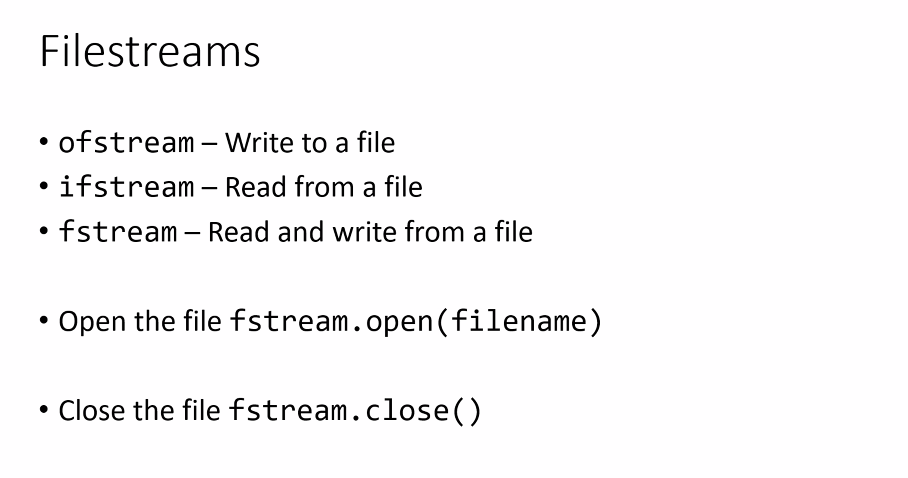 Filestreams
• ofstream – Write to a file
• ifstream – Read from a file
• fstream – Read and write from a file
• Open the file fstream.open(filename)
• Close the file fstream.close()